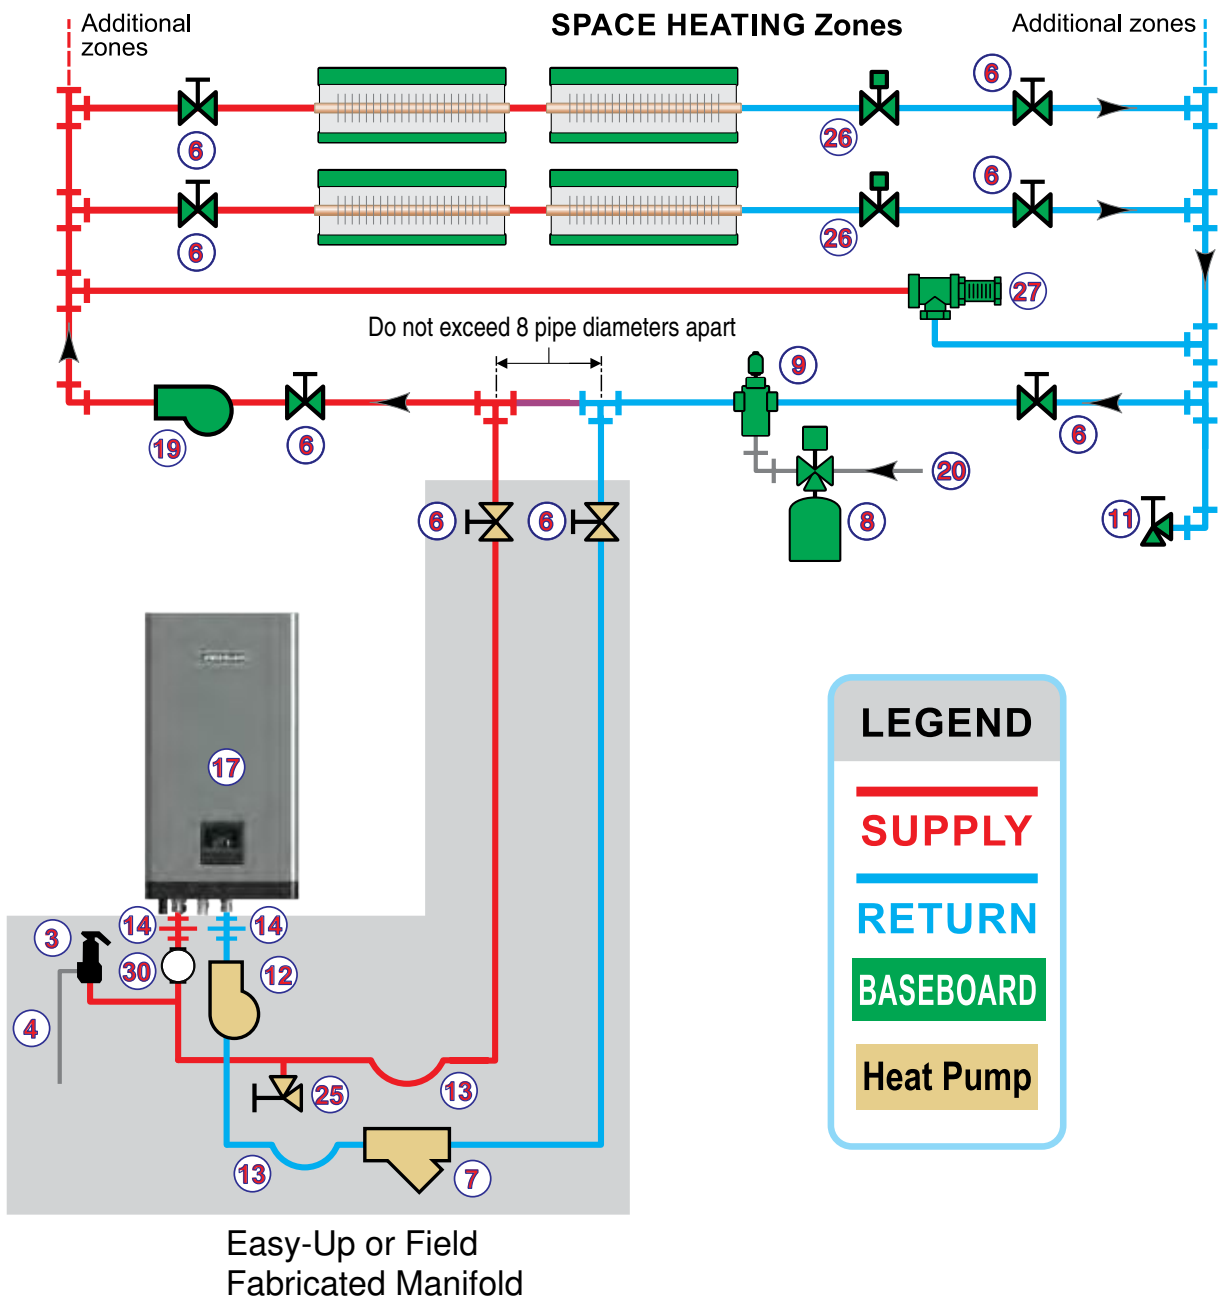 Additional
zones
SPACE HEATING Zones
Additional zones
6
6
6
26
6
6
26
27
Do not exceed 8 pipe diameters apart
9
19
6
6
20
6
6
8
11
17
LEGEND
SUPPLY
RETURN
BASEBOARD
Heat Pump
3
14
14
30
12
4
25
13
13
7
Easy-Up or Field
Fabricated Manifold